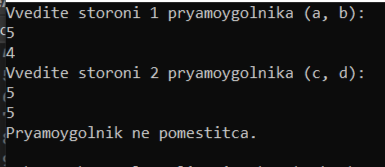 Vvedite storoni 1 pryamoygolnika (a, b):
5
4
Vvedite storoni 2 pryamoygolnika (c, d):
5
5
Pryamoygolnik ne pomestitca.